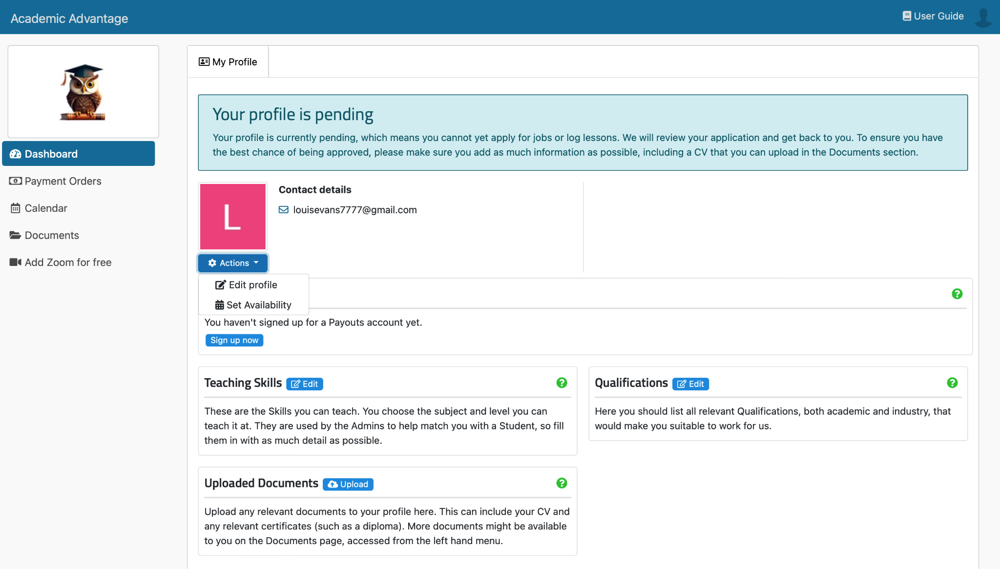 Academic Advantage
User Guide
Dashboard
Payment Orders
Calendar
Documents
Add Zoom for free
My Profile
Your profile is pending
Your profile is currently pending, which means you cannot yet apply for jobs or log lessons. We will review your application and get back to you. To ensure you have
the best chance of being approved, please make sure you add as much information as possible, including a CV that you can upload in the Documents section.
L
Contact details
louisevans7777@gmail.com
Actions
Edit profile
Set Availability
?
You haven't signed up for a Payouts account yet.
Sign up now
Teaching Skills Edit ?
These are the Skills you can teach. You choose the subject and level you can
teach it at. They are used by the Admins to help match you with a Student, so fill
them in with as much detail as possible.
Qualifications Edit ?
Here you should list all relevant Qualifications, both academic and industry, that
would make you suitable to work for us.
Uploaded Documents Upload ?
Upload any relevant documents to your profile here. This can include your CV and
any relevant certificates (such as a diploma). More documents might be available
to you on the Documents page, accessed from the left hand menu.